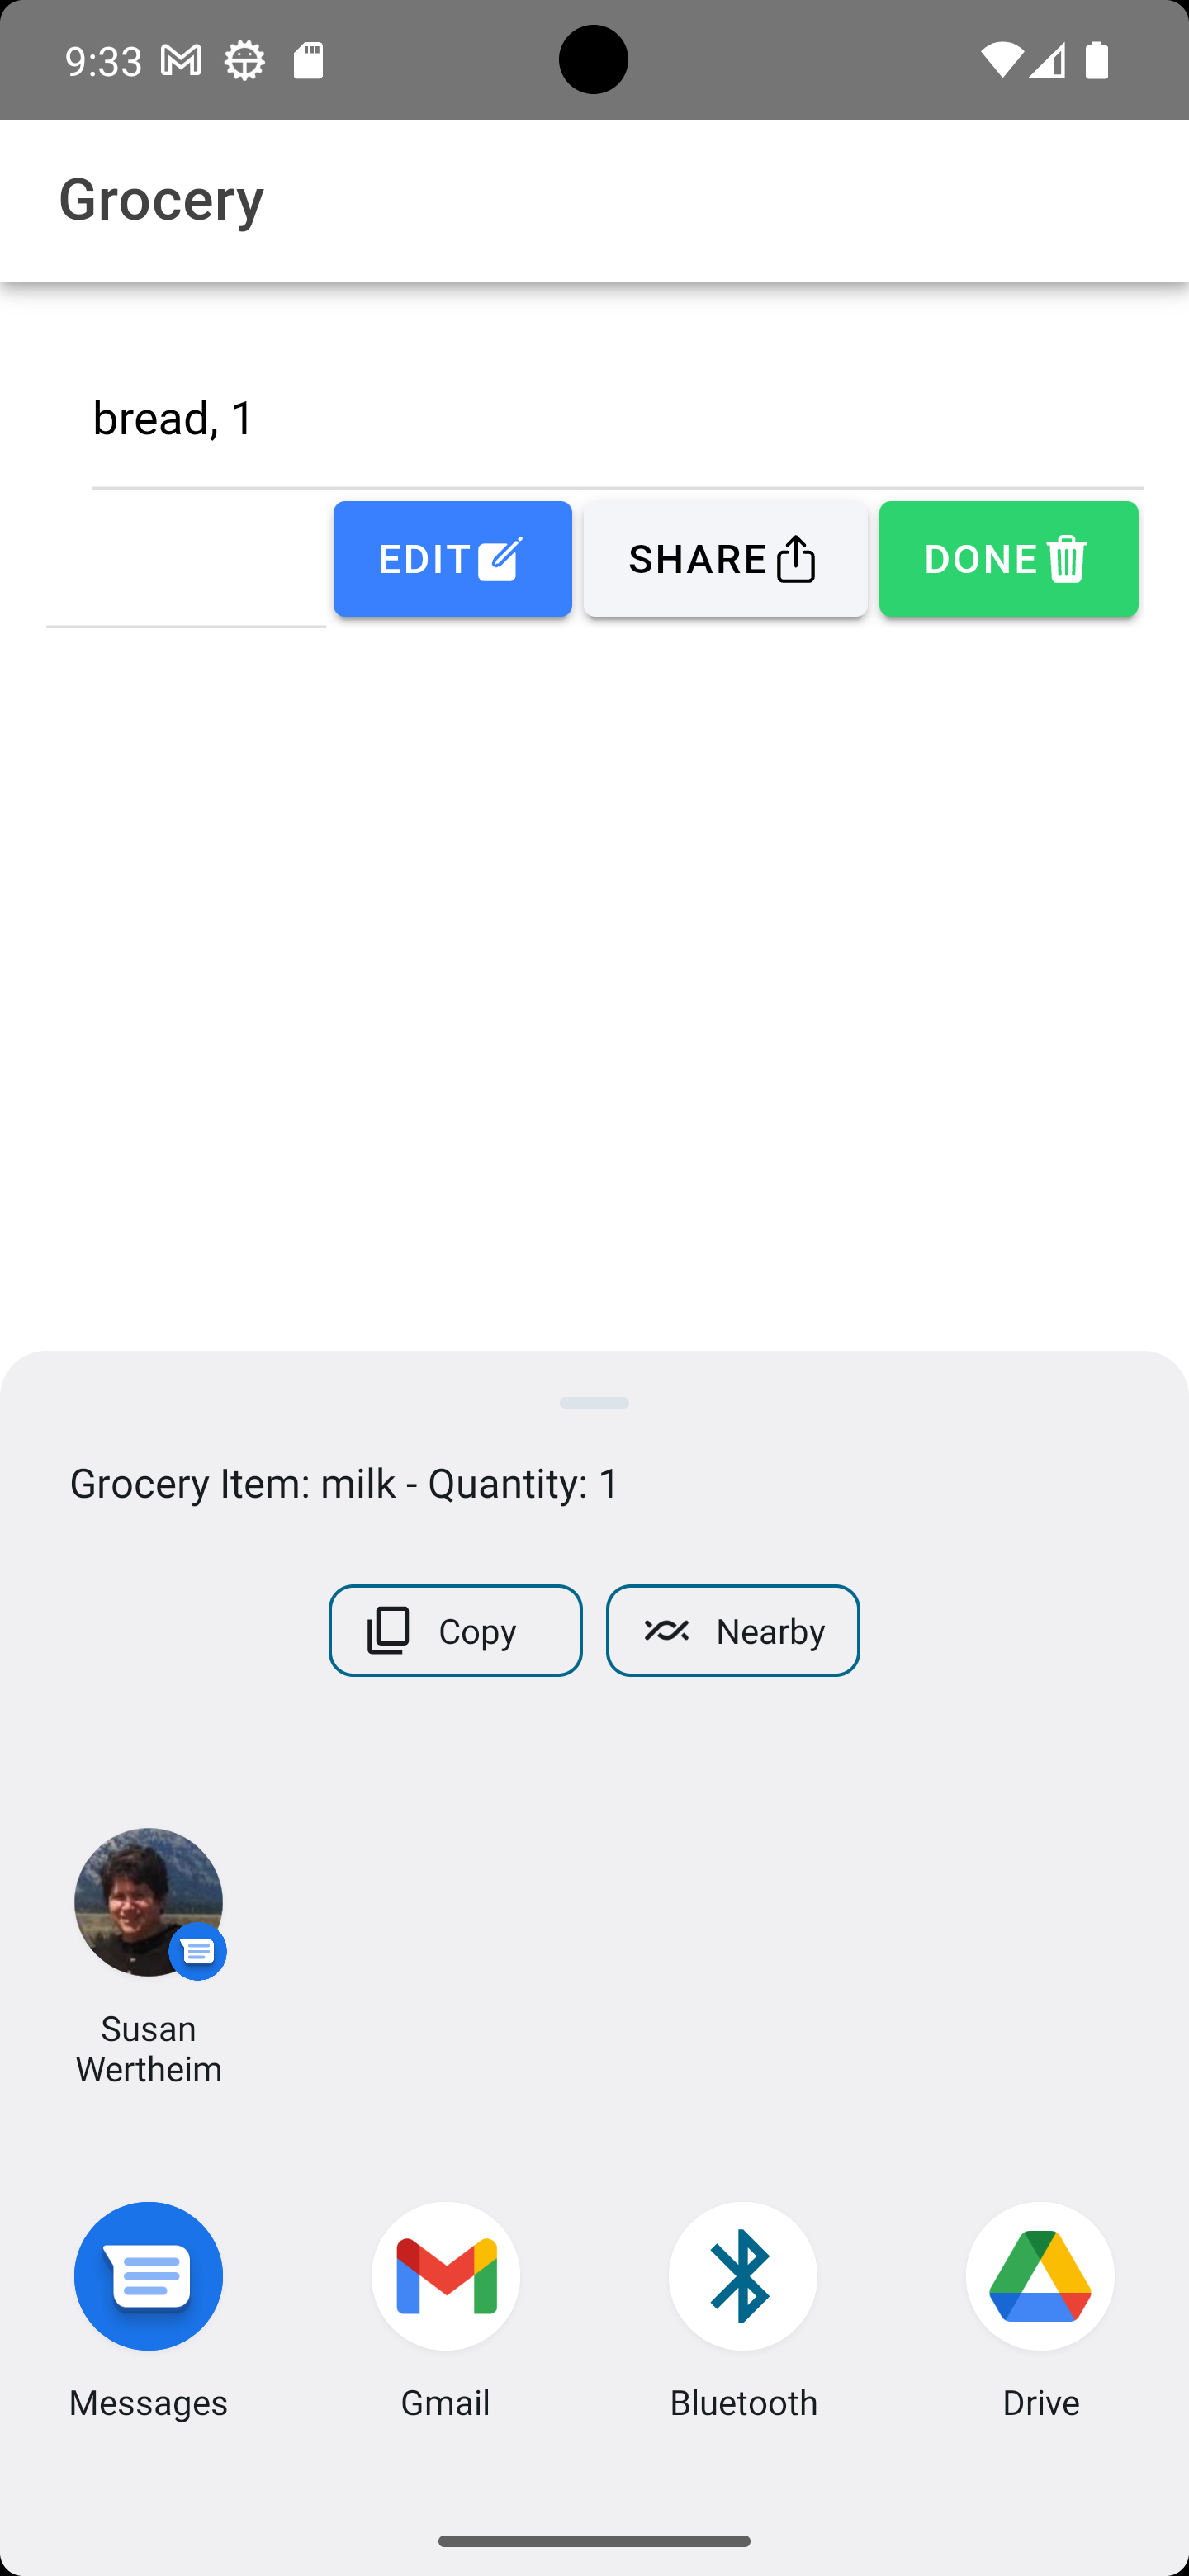 9:33
Grocery
bread, 1
EDIT SHARE DONE
Grocery Item: milk - Quantity: 1
Copy Nearby
Susan
Wertheim
Messages Gmail Bluetooth Drive